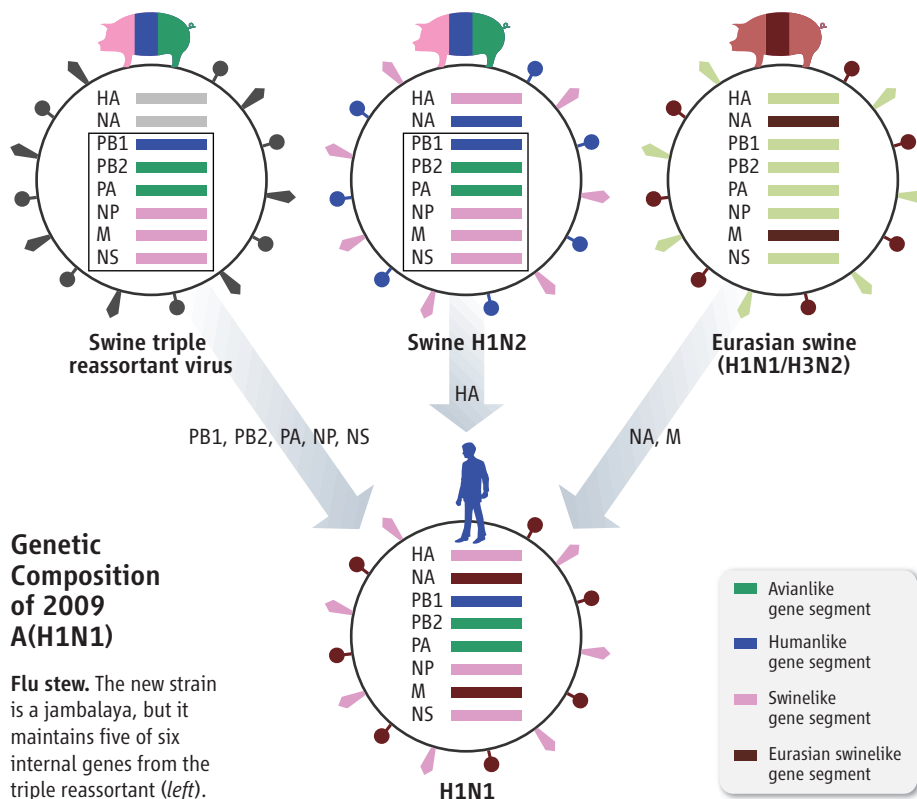 HA
NA
PB1
PB2
PA
NP
M
NS
Swine triple
reassortant virus
HA
NA
PB1
PB2
PA
NP
M
NS
Swine H1N2
HA
NA
PB1
PB2
PA
NP
M
NS
Eurasian swine
(H1N1/H3N2)
PB1, PB2, PA, NP, NS
HA
NA, M
HA
NA
PB1
PB2
PA
NP
M
NS
H1N1
Genetic
Composition
of 2009
A(H1N1)
Flu stew. The new strain
is a jambalaya, but it
maintains five of six
internal genes from the
triple reassortant (left).
Avianlike
gene segment
Humanlike
gene segment
Swinelike
gene segment
Eurasian swinelike
gene segment